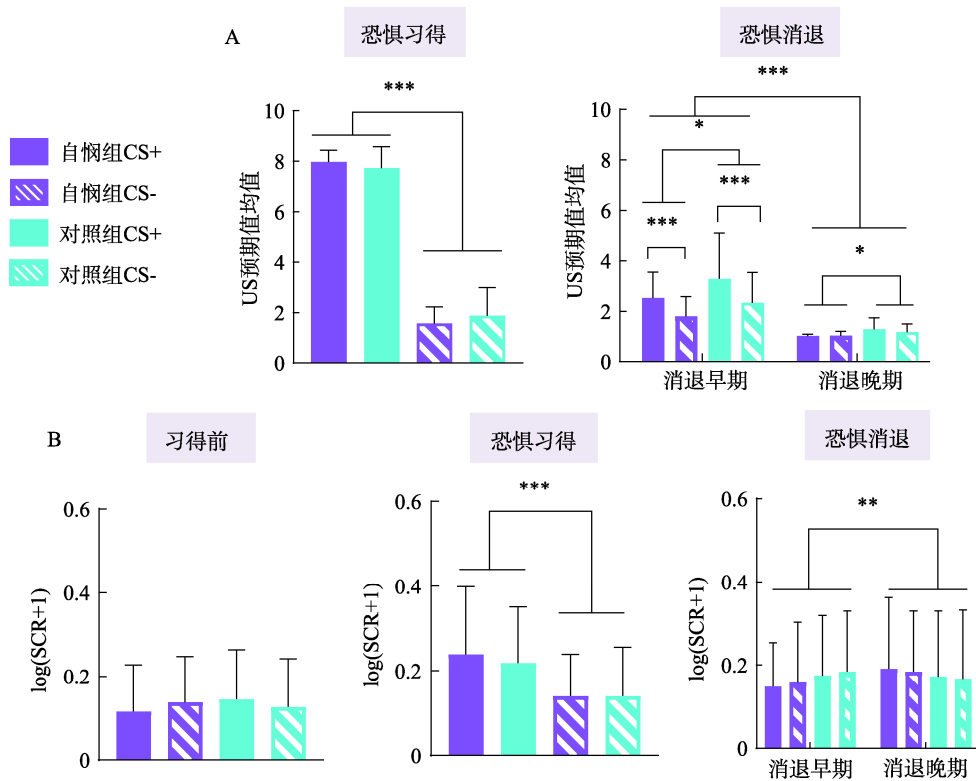 A
恐惧习得
恐惧消退
自悯组CS+
自悯组CS-
对照组CS+
对照组CS-
US预期值均值
10
8
6
4
2
0
***
US预期值均值
10
8
6
4
2
0
***
*
***
***
*
消退早期
消退晚期
B
习得前
恐惧习得
恐惧消退
log(SCR+1)
0.6
0.4
0.2
0
log(SCR+1)
0.6
0.4
0.2
0
***
log(SCR+1)
0.6
0.4
0.2
0
**
消退早期
消退晚期